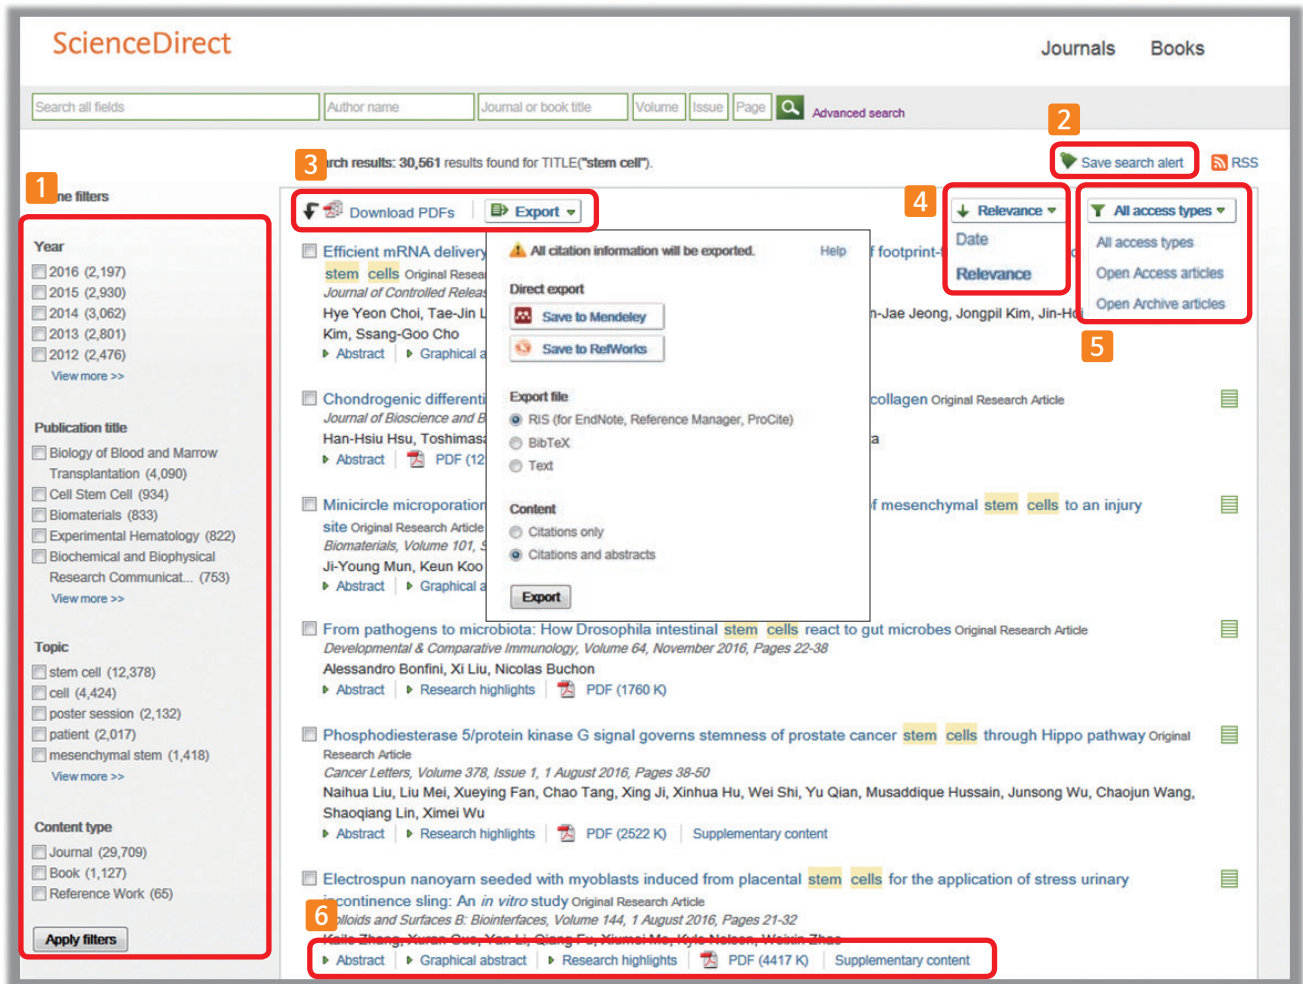 ScienceDirect
Journals Books
Search all fields Author name Journal or book title Volume Issue Page Advanced search
2
3 rch results: 30,561 results found for TITLE("stem cell"). Save search alert RSS
1 ne filters
Year
2016 (2,197)
2015 (2,930)
2014 (3,062)
2013 (2,801)
2012 (2,476)
View more >>
Publication title
Biology of Blood and Marrow
Transplantation (4,090)
Cell Stem Cell (934)
Biomaterials (833)
Experimental Hematology (822)
Biochemical and Biophysical
Research Communicat... (753)
View more >>
Topic
stem cell (12,378)
cell (4,424)
poster session (2,132)
patient (2,017)
mesenchymal stem (1,418)
View more >>
Content type
Journal (29,709)
Book (1,127)
Reference Work (65)
Apply filters
Download PDFs Export 4 Relevance All access types
Date
Relevance
All access types
Open Access articles
Open Archive articles
5
All citation information will be exported. Help
Direct export
Save to Mendeley
Save to RefWorks
Export file
RIS (for EndNote, Reference Manager, ProCite)
BibTeX
Text
Content
Citations only
Citations and abstracts
Export
Efficient mRNA delivery f footprint-f
stem cells Original Resea
Journal of Controlled Releas
Hye Yeon Choi, Tae-Jin L n-Jae Jeong, Jongpil Kim, Jin-Ho
Kim, Ssang-Goo Cho
Abstract Graphical a
Chondrogenic differenti collagen Original Research Article
Journal of Bioscience and B
Han-Hsiu Hsu, Toshimasa a
Abstract PDF (12
Minicircle microporation f mesenchymal stem cells to an injury
site Original Research Article
Biomaterials, Volume 101, S
Ji-Young Mun, Keun Koo
Abstract Graphical a
From pathogens to microbiota: How Drosophila intestinal stem cells react to gut microbes Original Research Article
Developmental & Comparative Immunology, Volume 64, November 2016, Pages 22-38
Alessandro Bonfini, Xi Liu, Nicolas Buchon
Abstract Research highlights PDF (1760 K)
Phosphodiesterase 5/protein kinase G signal governs stemness of prostate cancer stem cells through Hippo pathway Original
Research Article
Cancer Letters, Volume 378, Issue 1, 1 August 2016, Pages 38-50
Naihua Liu, Liu Mei, Xueying Fan, Chao Tang, Xing Ji, Xinhua Hu, Wei Shi, Yu Qian, Musaddique Hussain, Junsong Wu, Chaojun Wang,
Shaoqiang Lin, Ximei Wu
Abstract Research highlights PDF (2522 K) Supplementary content
Electrospun nanoyarn seeded with myoblasts induced from placental stem cells for the application of stress urinary
incontinence sling: An in vitro study Original Research Article
6 olloids and Surfaces B: Biointerfaces, Volume 144, 1 August 2016, Pages 21-32
Zhang, Xuran Guo, Yan Li, Qiang Fu, Xiumei Mo, Kyle Nelson, Weixin Zhao
Abstract Graphical abstract Research highlights PDF (4417 K) Supplementary content